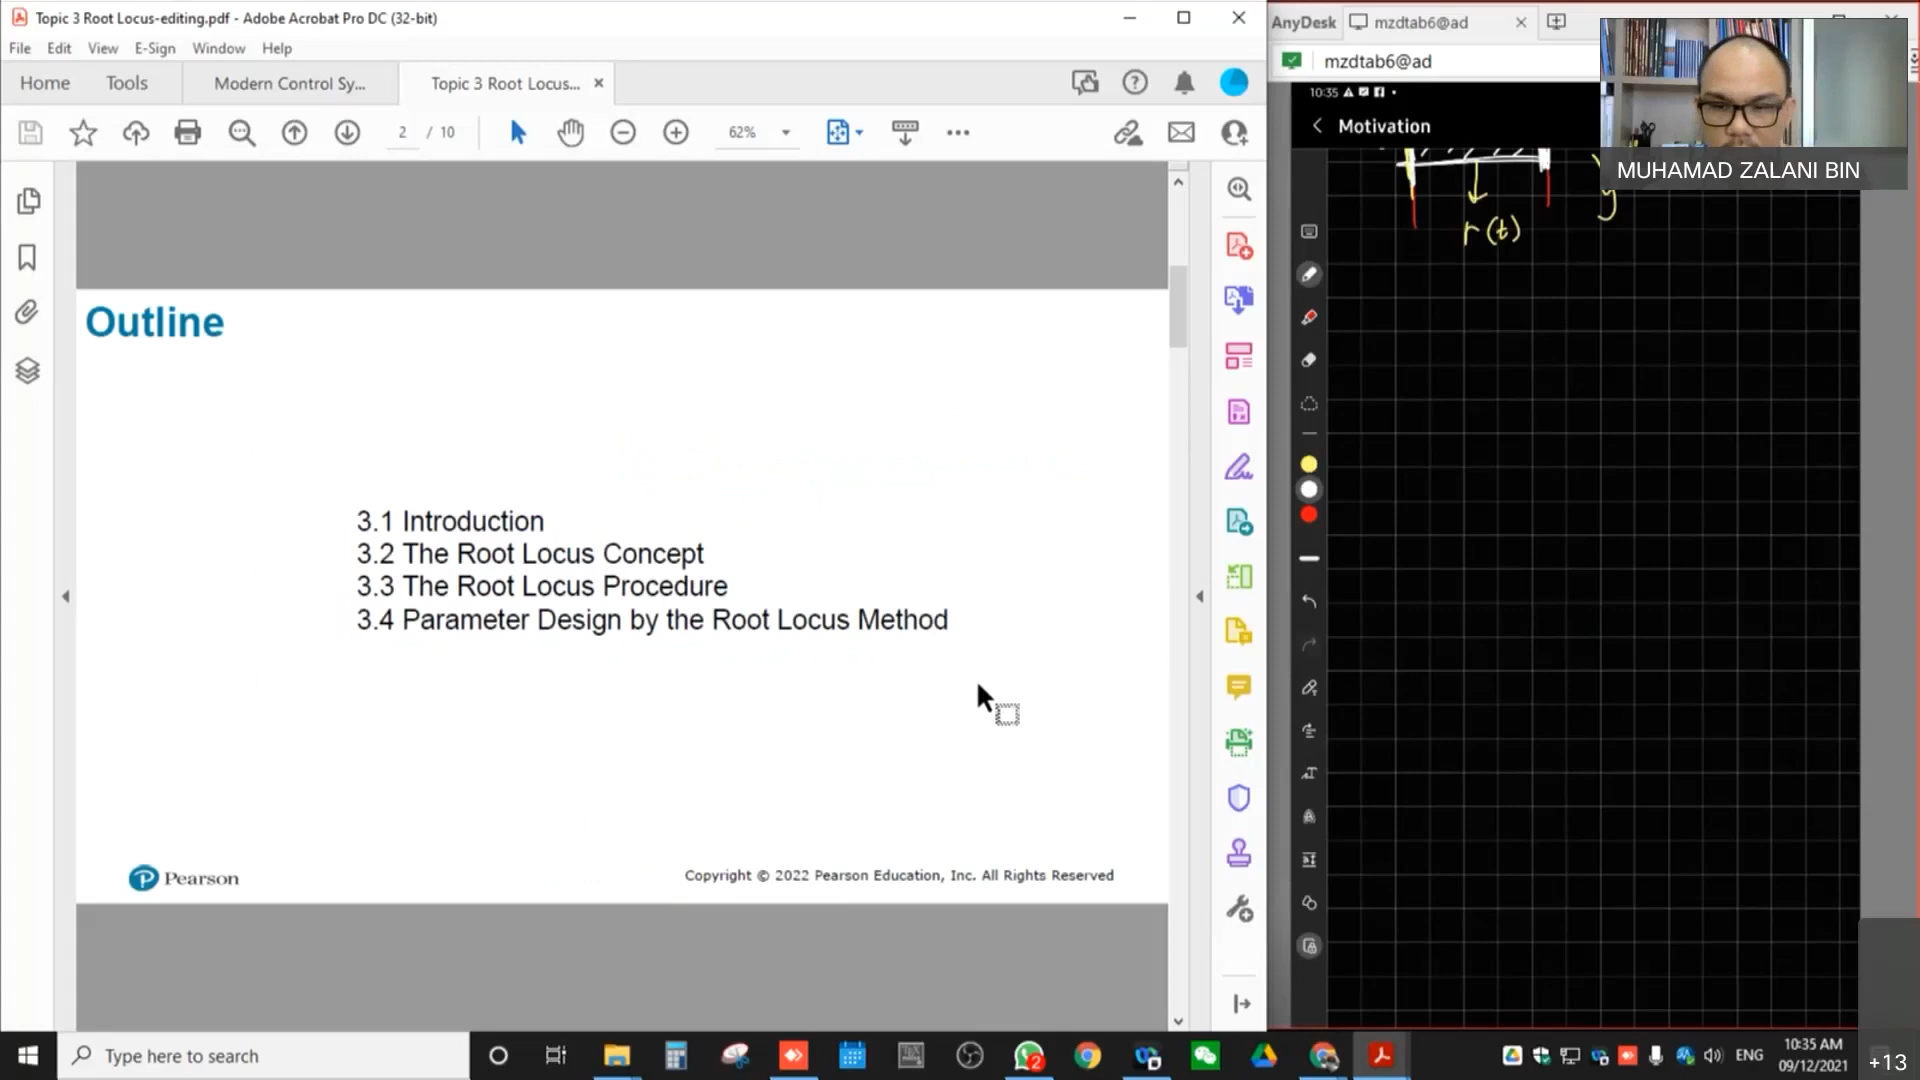 Topic 3 Root Locus-editing.pdf - Adobe Acrobat Pro DC (32-bit)
File Edit View E-Sign Window Help
Home Tools Modern Control Sy... Topic 3 Root Locus...
2 / 10 62%
Outline
3.1 Introduction
3.2 The Root Locus Concept
3.3 The Root Locus Procedure
3.4 Parameter Design by the Root Locus Method
Pearson
Copyright © 2022 Pearson Education, Inc. All Rights Reserved
AnyDesk mzdtab6@ad
mzdtab6@ad
10:35
Motivation
MUHAMAD ZALANI BIN
r(t)
y
Type here to search
2
ENG
10:35 AM
09/12/2021
+13